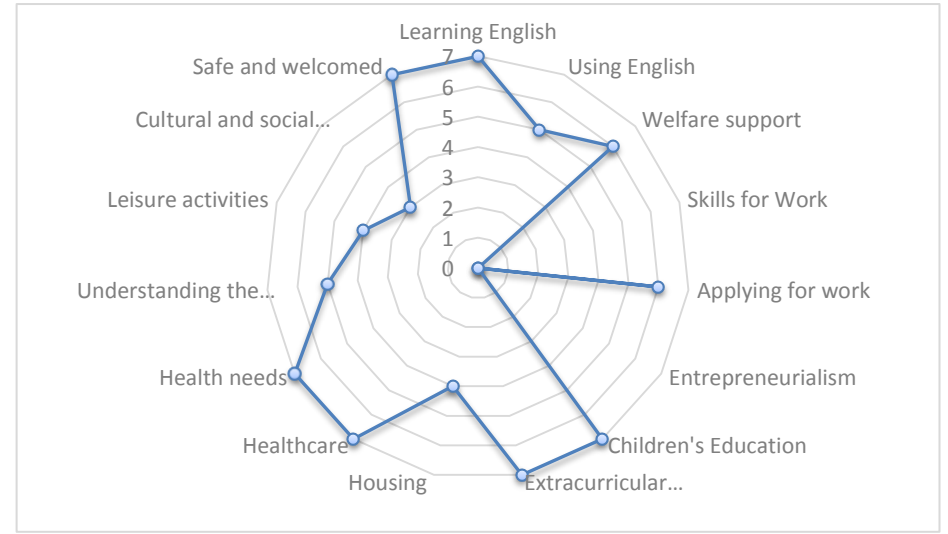 Learning English
Using English
Welfare support
Skills for Work
Applying for work
Entrepreneurialism
Children's Education
Extracurricular...
Housing
Healthcare
Health needs
Understanding the...
Leisure activities
Cultural and social...
Safe and welcomed
7
6
5
4
3
2
1
0